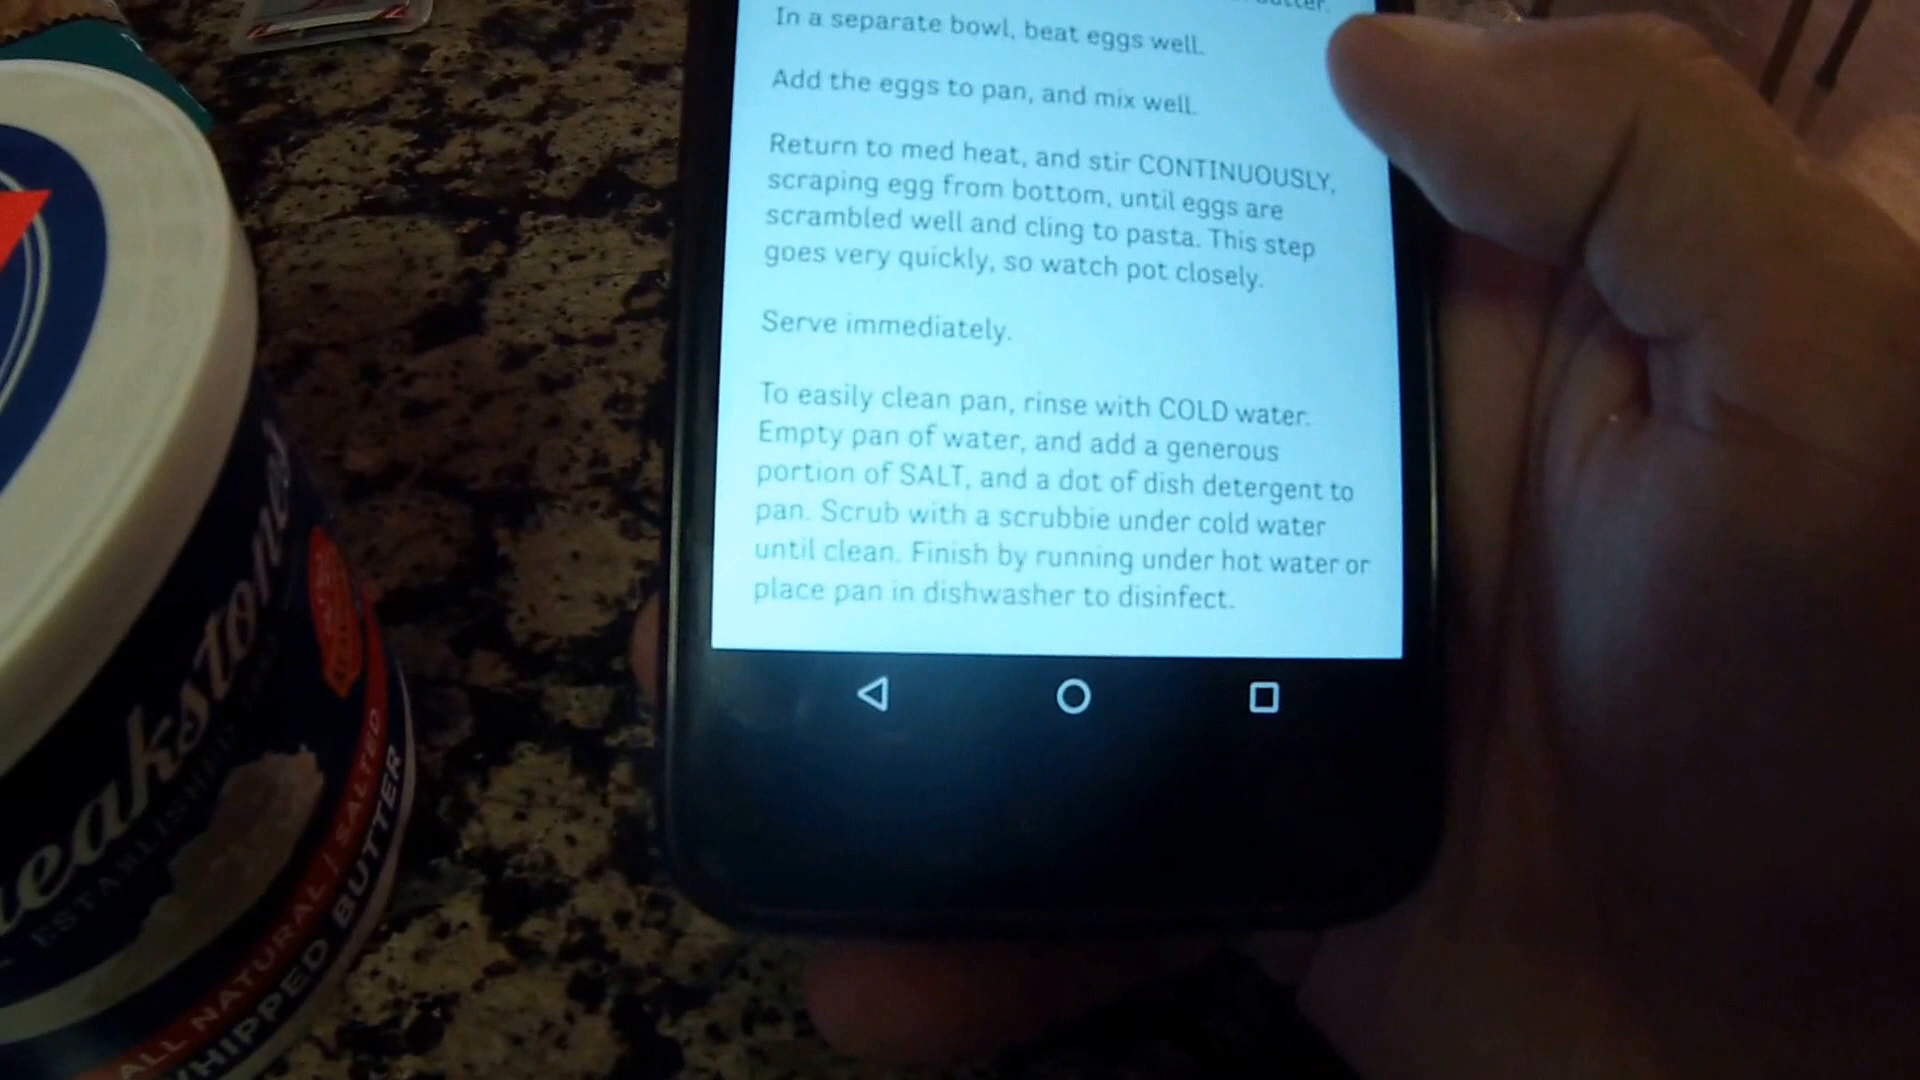 In a separate bowl, beat eggs well.
Add the eggs to pan, and mix well.
Return to med heat, and stir CONTINUOUSLY,
scraping egg from bottom, until eggs are
scrambled well and cling to pasta. This step
goes very quickly, so watch pot closely.
Serve immediately.
To easily clean pan, rinse with COLD water.
Empty pan of water, and add a generous
portion of SALT, and a dot of dish detergent to
pan. Scrub with a scrubbie under cold water
until clean. Finish by running under hot water or
place pan in dishwasher to disinfect.
eakstone
ESTABLISHED
ALL NATURAL | SALTED
WHIPPED BUTTER